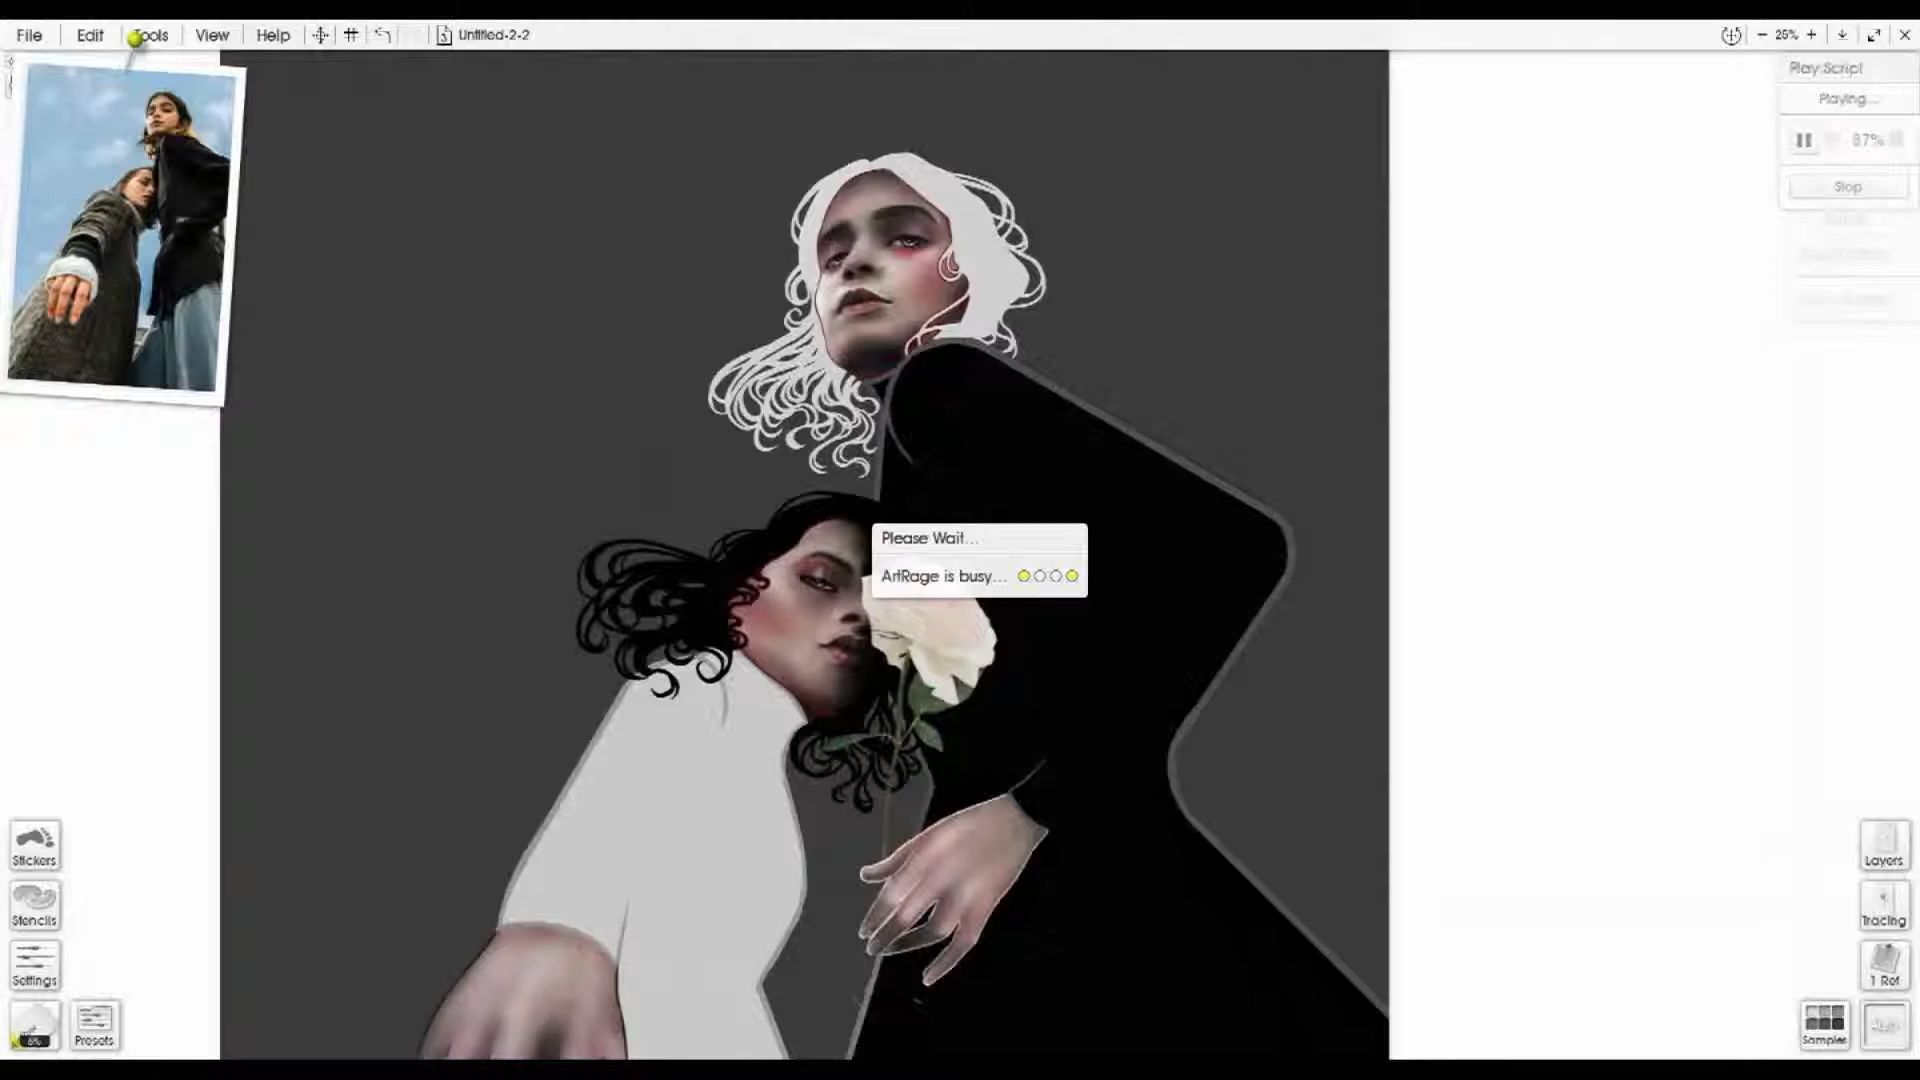 File Edit Tools View Help Untitled-2-2 25%
Play Script
Playing...
87%
Stop
Please Wait...
ArtRage is busy...
Stickers
Stencils
Settings
6%
Presets
Layers
Tracing
1 Ref
Samples